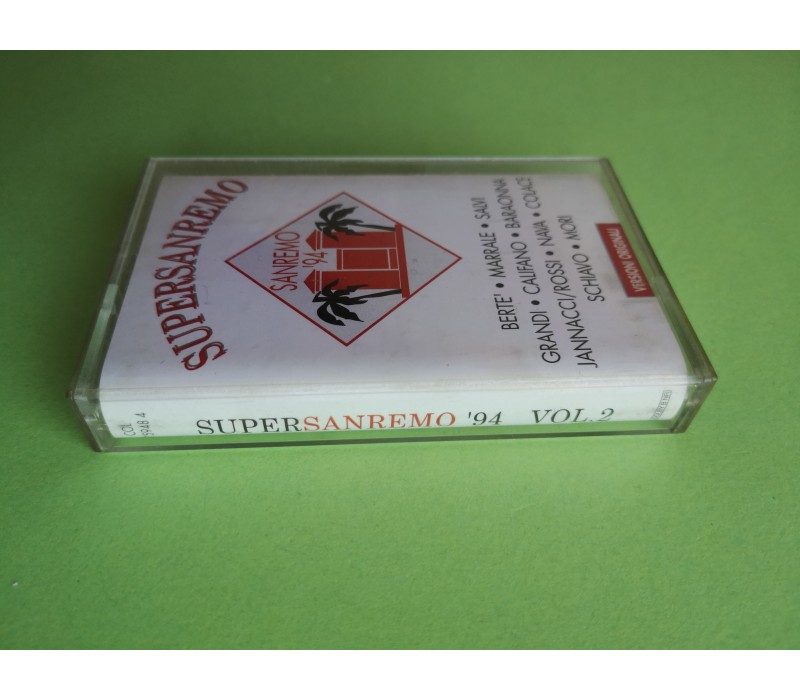 SUPERSANREMO
SANREMO
'94
BERTE' • MARRALE • SALVI
GRANDI • CALIFANO • BARAONNA
JANNACCI/ROSSI • NAVA • COLACE
SCHIAVO • MORI
VERSIONI ORIGINALI
COL
SUPERSANREMO '94 VOL. 2